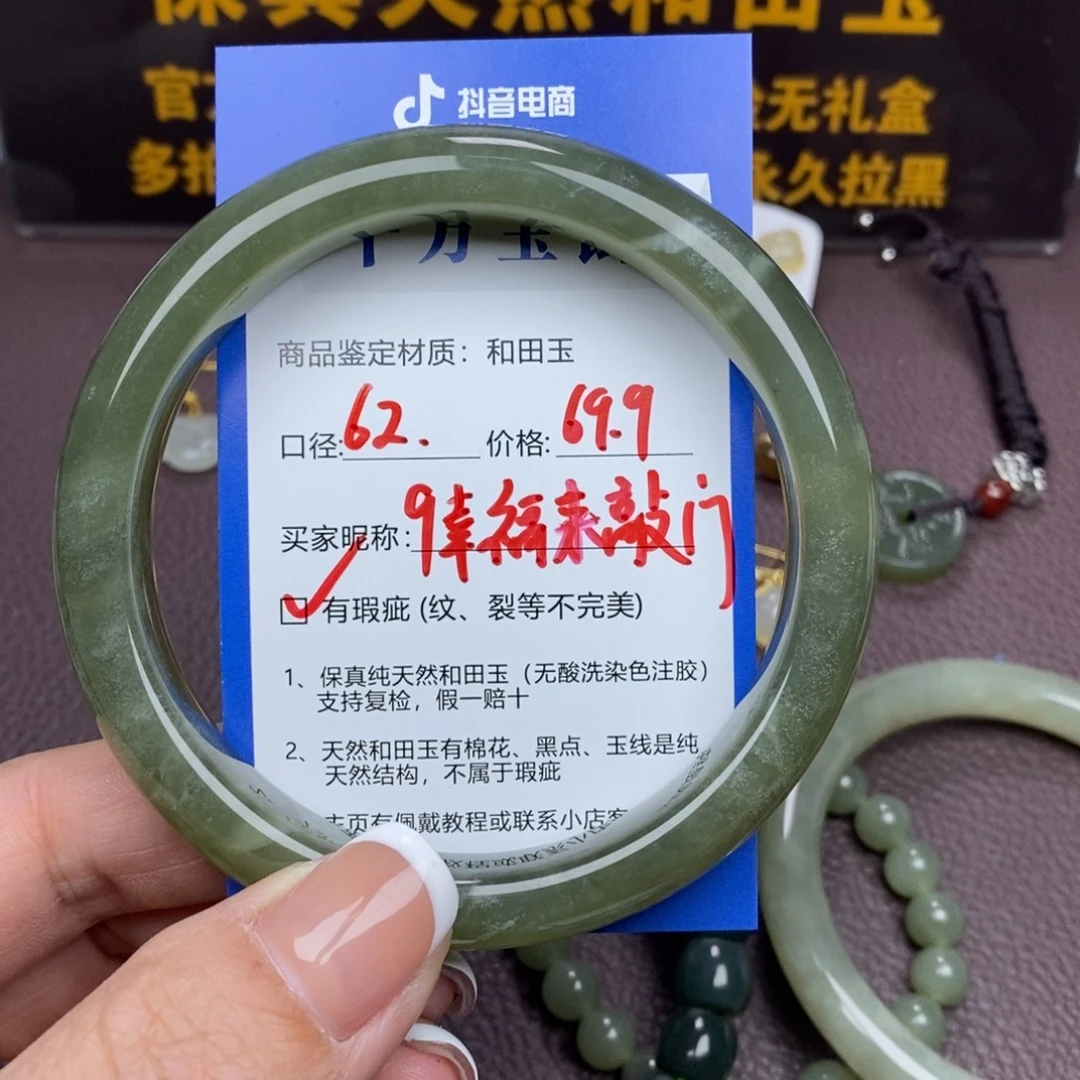 保真天然和田玉
官
验无礼盒
多拍
永久拉黑
抖音电商
千万玉
商品鉴定材质：和田玉
口径:62. 价格:69.9
买家昵称:9幸福来敲门
有瑕疵 (纹、裂等不完美)
1、保真纯天然和田玉（无酸洗染色注胶）
支持复检，假一赔十
2、天然和田玉有棉花、黑点、玉线是纯
天然结构，不属于瑕疵
主页有佩戴教程或联系小店客